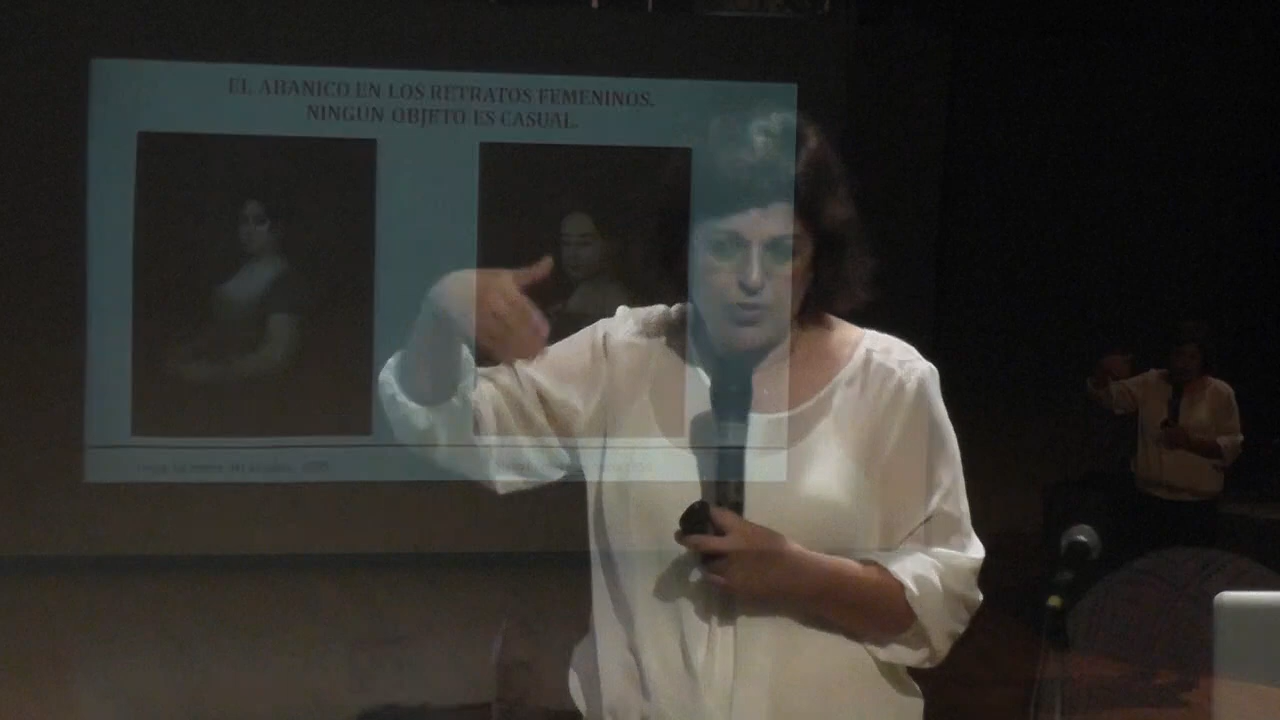 EL ABANICO EN LOS RETRATOS FEMENINOS.
NINGUN OBJETO ES CASUAL.